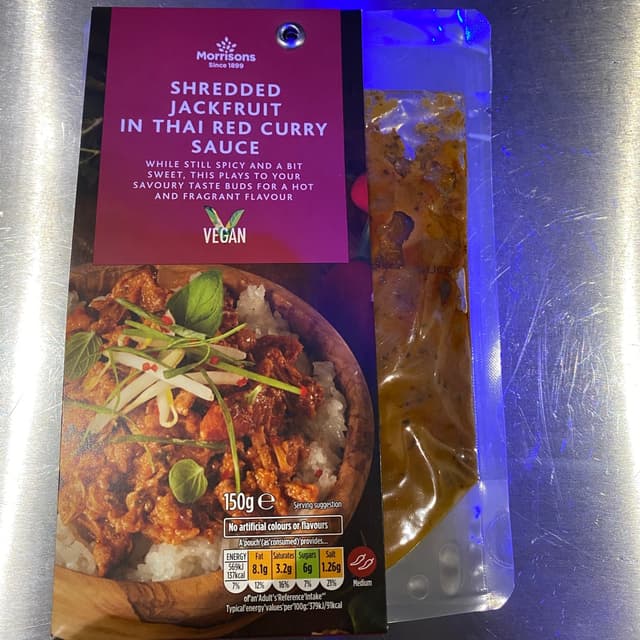 Morrisons
Since 1899
SHREDDED
JACKFRUIT
IN THAI RED CURRY
SAUCE
WHILE STILL SPICY AND A BIT
SWEET, THIS PLAYS TO YOUR
SAVOURY TASTE BUDS FOR A HOT
AND FRAGRANT FLAVOUR
VEGAN
150g ℮ Serving suggestion
No artificial colours or flavours
A pouch (as consumed) provides...
ENERGY Fat Saturates Sugars Salt
569kJ
137kcal 8.1g 3.2g 6g 1.26g
7% 12% 16% 7% 21%
Medium
of an Adult's Reference Intake**
Typical energy values per 100g: 379kJ/91kcal